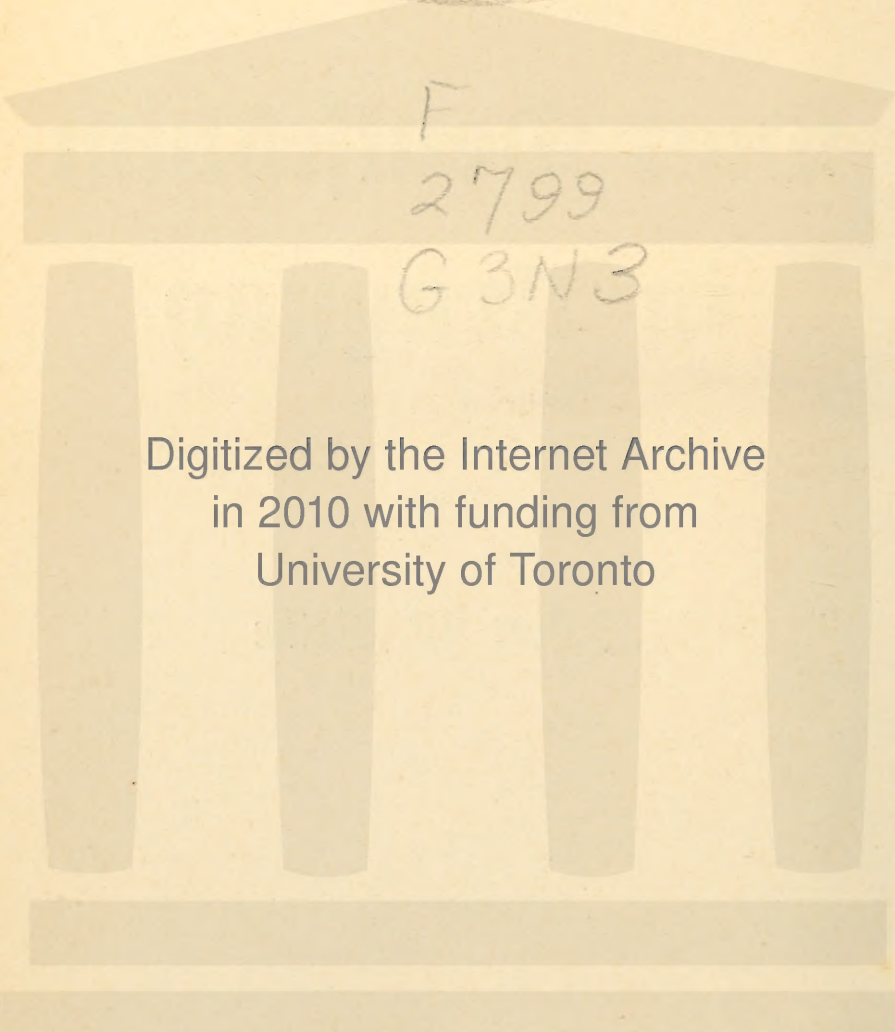 F
2799
G3N3
Digitized by the Internet Archive
in 2010 with funding from
University of Toronto